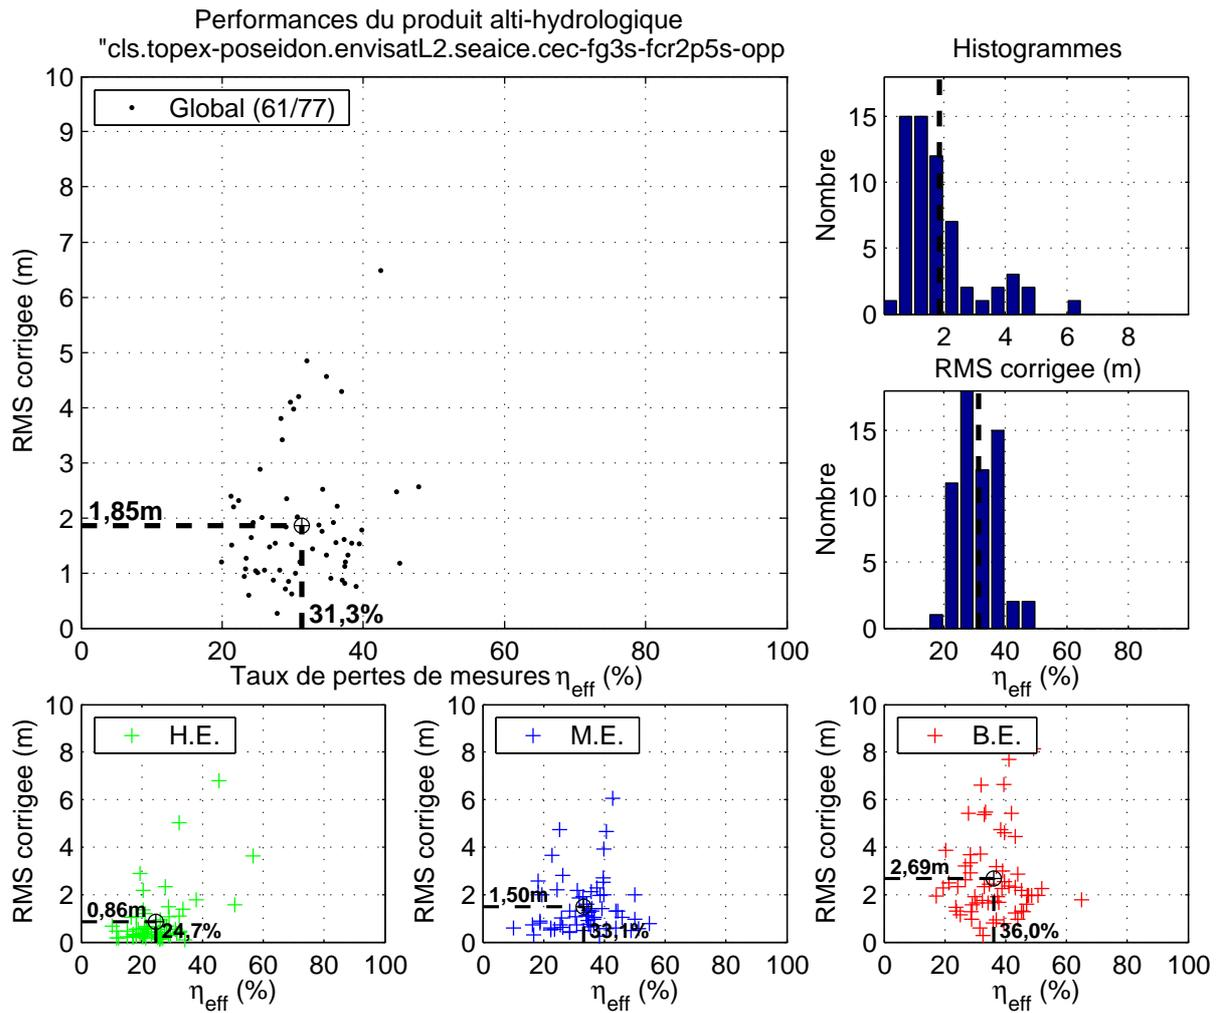 Performances du produit alti-hydrologique
"cls.topex-poseidon.envisatL2.seaice.cec-fg3s-fcr2p5s-opp
Histogrammes
Global (61/77)
RMS corrigee (m)
10
9
8
7
6
5
4
3
2
1
0
1,85m
31,3%
0 20 40 60 80 100
Taux de pertes de mesures ηeff (%)
Nombre
15
10
5
0
2 4 6 8
RMS corrigee (m)
Nombre
15
10
5
0
20 40 60 80
ηeff (%)
H.E.
RMS corrigee (m)
10
8
6
4
2
0
0,86m
24,7%
0 20 40 60 80 100
ηeff (%)
M.E.
RMS corrigee (m)
10
8
6
4
2
0
1,50m
33,1%
0 20 40 60 80 100
ηeff (%)
B.E.
RMS corrigee (m)
10
8
6
4
2
0
2,69m
36,0%
0 20 40 60 80 100
ηeff (%)